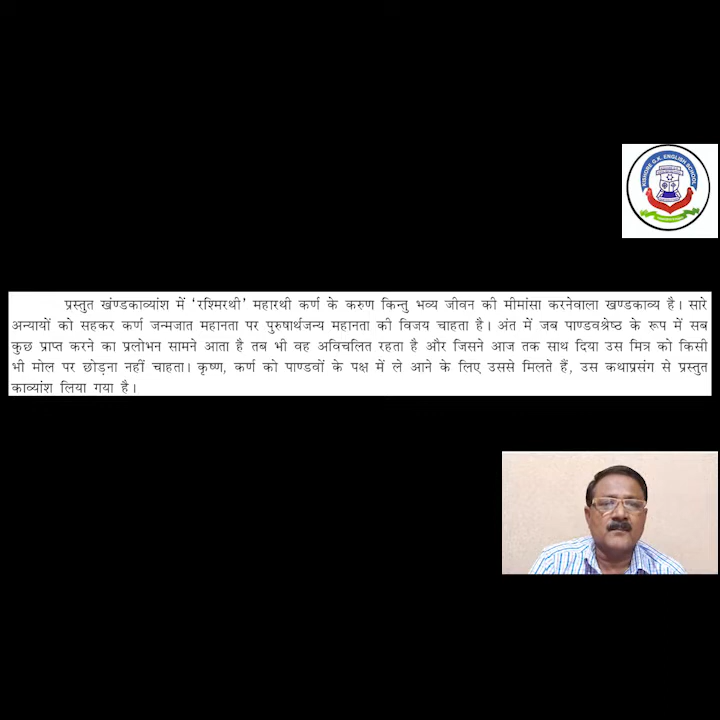 KISHORE G.K. ENGLISH SCHOOL
प्रस्तुत खंण्डकाव्यांश में ‘रश्मिरथी’ महारथी कर्ण के करुण किन्तु भव्य जीवन की मीमांसा करनेवाला खण्डकाव्य है। सारे
अन्यायों को सहकर कर्ण जन्मजात महानता पर पुरुषार्थजन्य महानता की विजय चाहता है। अंत में जब पाण्डवश्रेष्ठ के रूप में सब
कुछ प्राप्त करने का प्रलोभन सामने आता है तब भी वह अविचलित रहता है और जिसने आज तक साथ दिया उस मित्र को किसी
भी मोल पर छोड़ना नहीं चाहता। कृष्ण, कर्ण को पाण्डवों के पक्ष में ले आने के लिए उससे मिलते हैं, उस कथाप्रसंग से प्रस्तुत
काव्यांश लिया गया है।